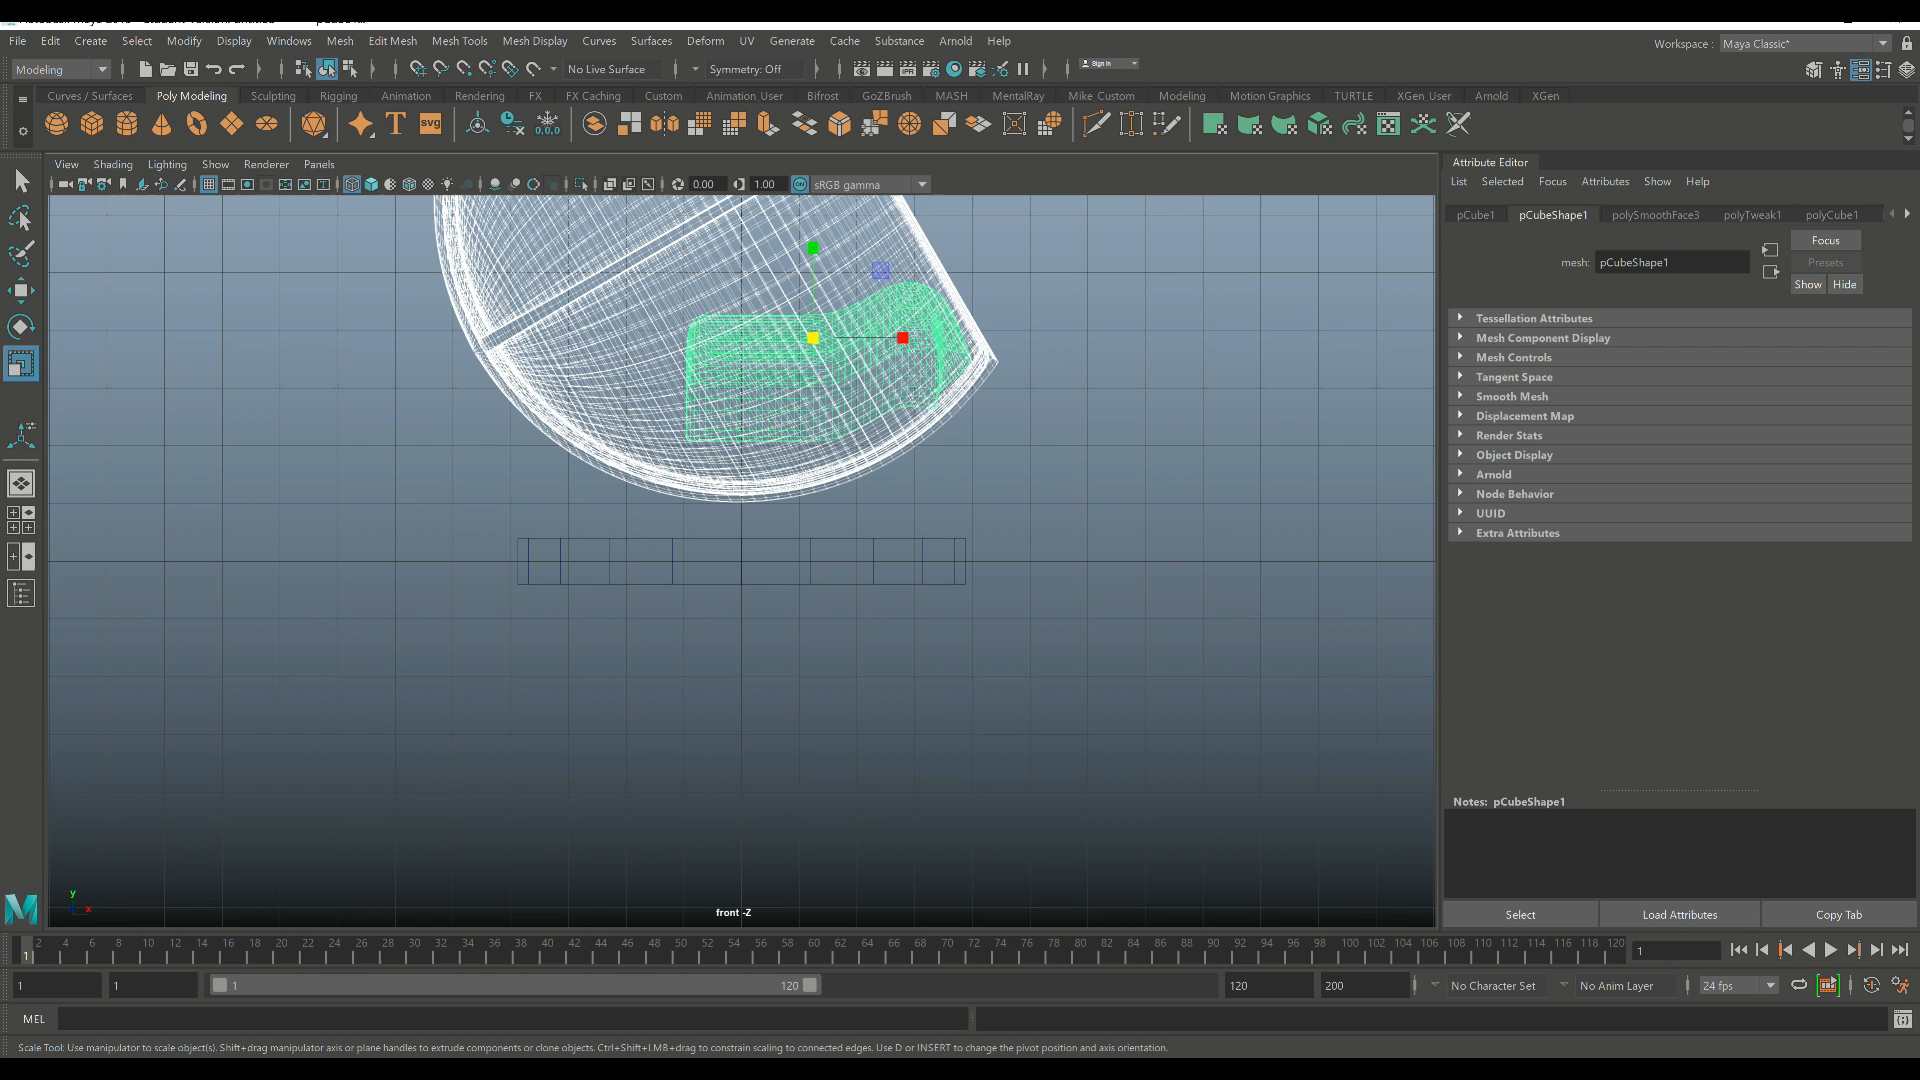 File Edit Create Select Modify Display Windows Mesh Edit Mesh Mesh Tools Mesh Display Curves Surfaces Deform UV Generate Cache Substance Arnold Help
Workspace : Maya Classic*
Modeling No Live Surface Symmetry: Off Sign In
Curves / Surfaces Poly Modeling Sculpting Rigging Animation Rendering FX FX Caching Custom Animation_User Bifrost GoZBrush MASH MentalRay Mike_Custom Modeling Motion Graphics TURTLE XGen_User Arnold XGen
T svg 0,0,0
View Shading Lighting Show Renderer Panels
0.00 1.00 ON sRGB gamma
Attribute Editor
List Selected Focus Attributes Show Help
pCube1 pCubeShape1 polySmoothFace3 polyTweak1 polyCube1
Focus
mesh: pCubeShape1
Presets
Show Hide
Tessellation Attributes
Mesh Component Display
Mesh Controls
Tangent Space
Smooth Mesh
Displacement Map
Render Stats
Object Display
Arnold
Node Behavior
UUID
Extra Attributes
Notes: pCubeShape1
Select Load Attributes Copy Tab
y
x
front -Z
M
2 4 6 8 10 12 14 16 18 20 22 24 26 28 30 32 34 36 38 40 42 44 46 48 50 52 54 56 58 60 62 64 66 68 70 72 74 76 78 80 82 84 86 88 90 92 94 96 98 100 102 104 106 108 110 112 114 116 118 120
1 1
1 1 1 120 120 200 No Character Set No Anim Layer 24 fps
MEL
Scale Tool: Use manipulator to scale object(s). Shift+drag manipulator axis or plane handles to extrude components or clone objects. Ctrl+Shift+LMB+drag to constrain scaling to connected edges. Use D or INSERT to change the pivot position and axis orientation.